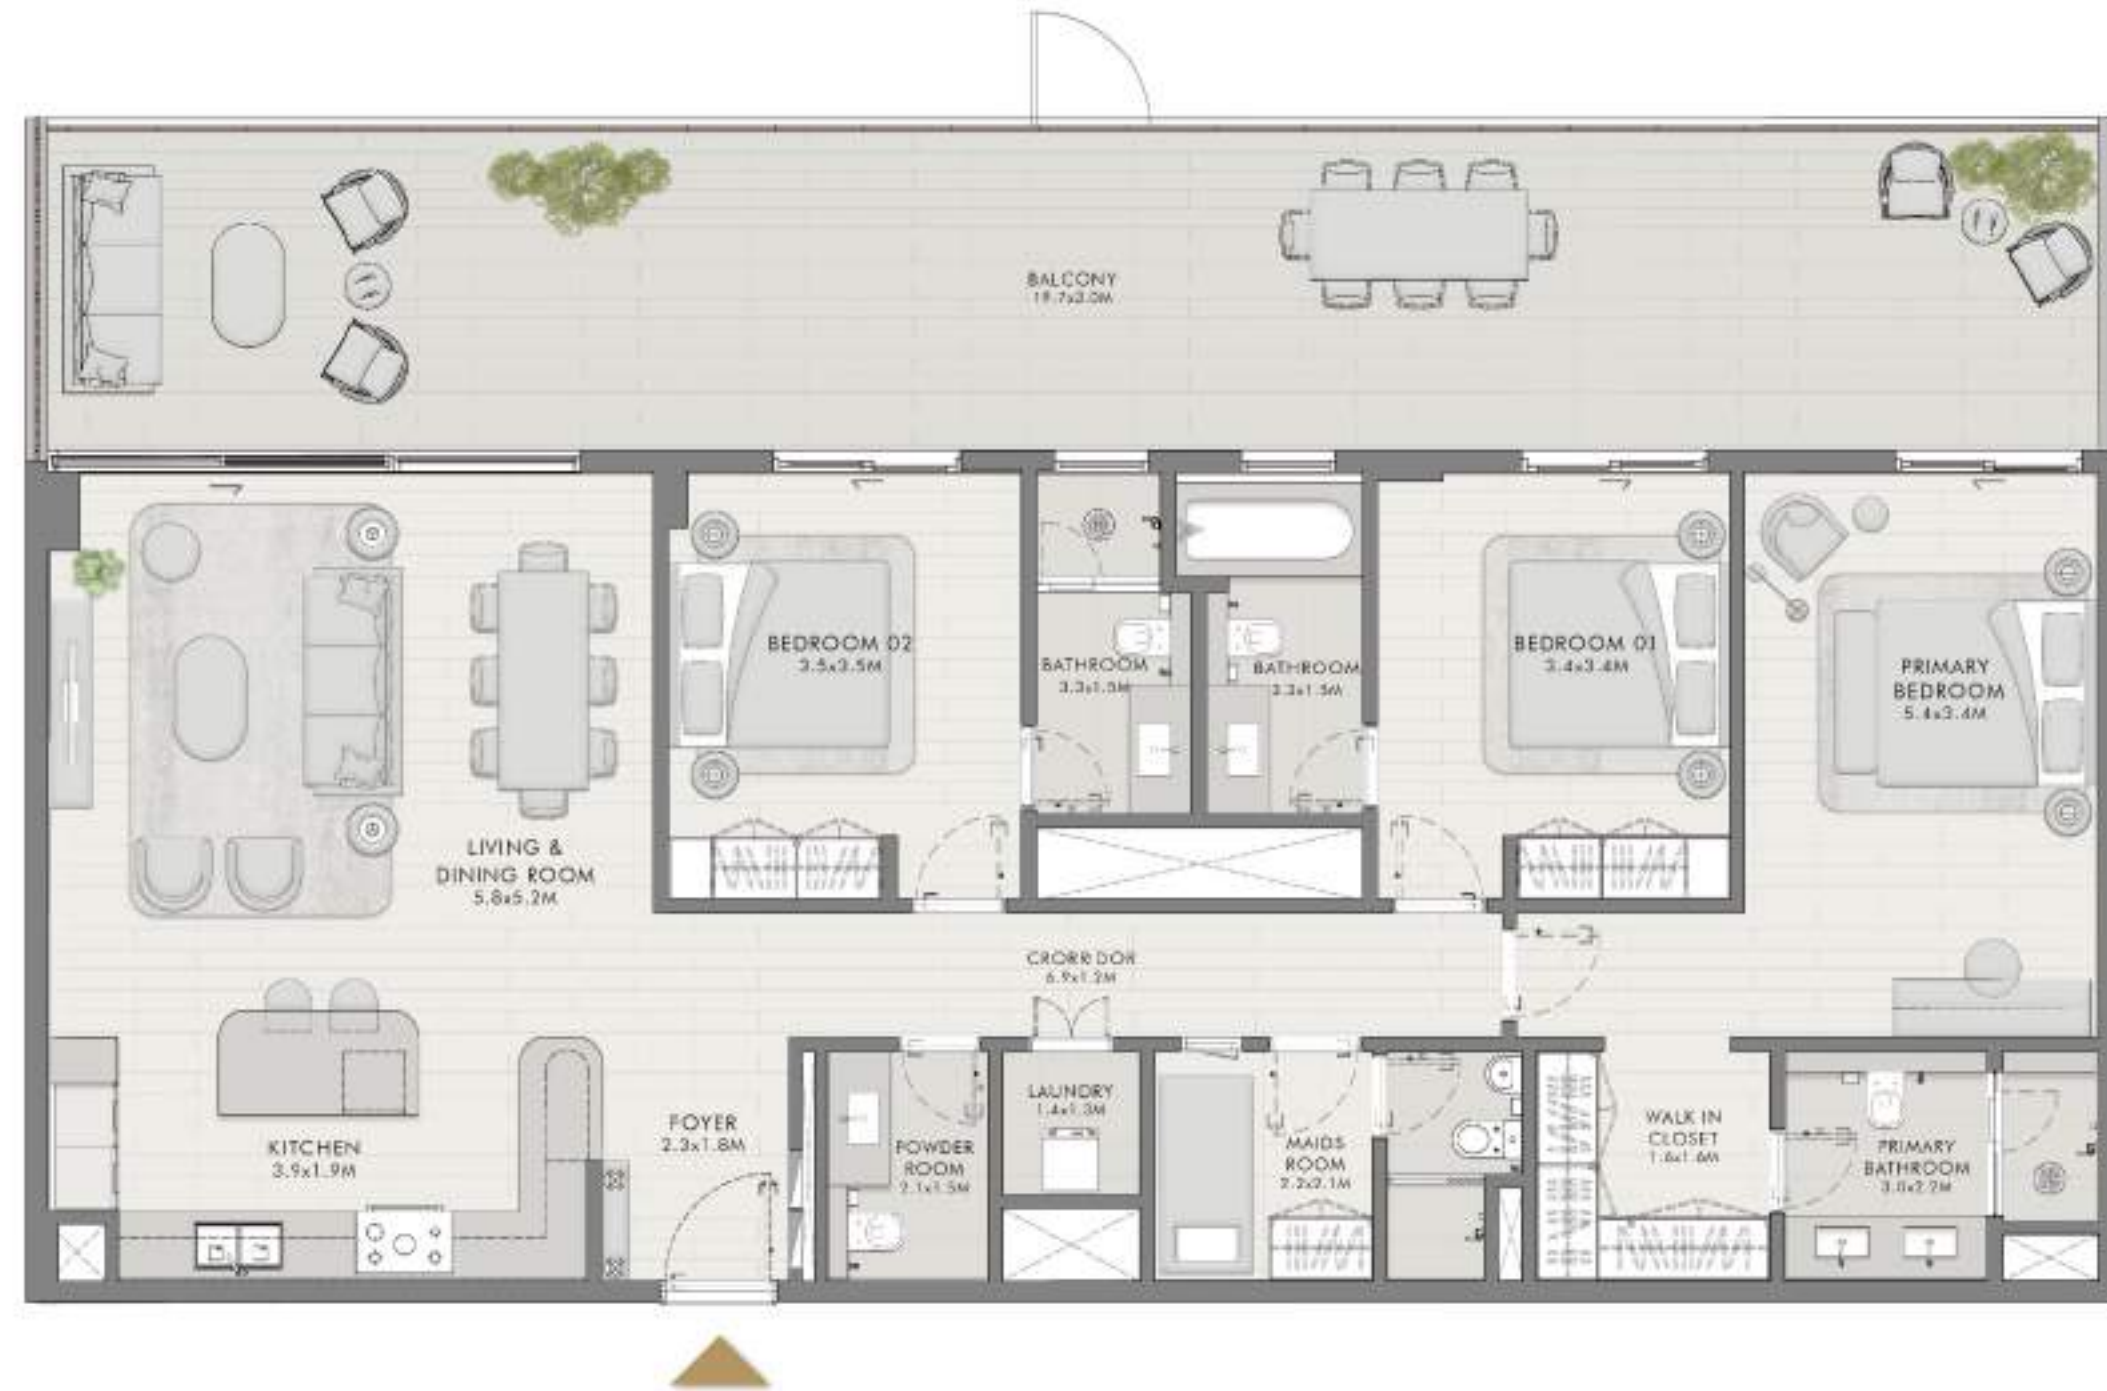 BALCONY
19.7x3.0M
BEDROOM 02
3.5x3.5M
BATHROOM
3.3x1.5M
BATHROOM
3.3x1.5M
BEDROOM 01
3.4x3.4M
PRIMARY
BEDROOM
5.4x3.4M
LIVING &
DINING ROOM
5.8x5.2M
CRORRIDOR
6.9x1.2M
KITCHEN
3.9x1.9M
FOYER
2.3x1.8M
POWDER
ROOM
2.1x1.5M
LAUNDRY
1.4x1.3M
MAIDS
ROOM
2.2x2.1M
WALK IN
CLOSET
1.6x1.6M
PRIMARY
BATHROOM
3.0x2.2M